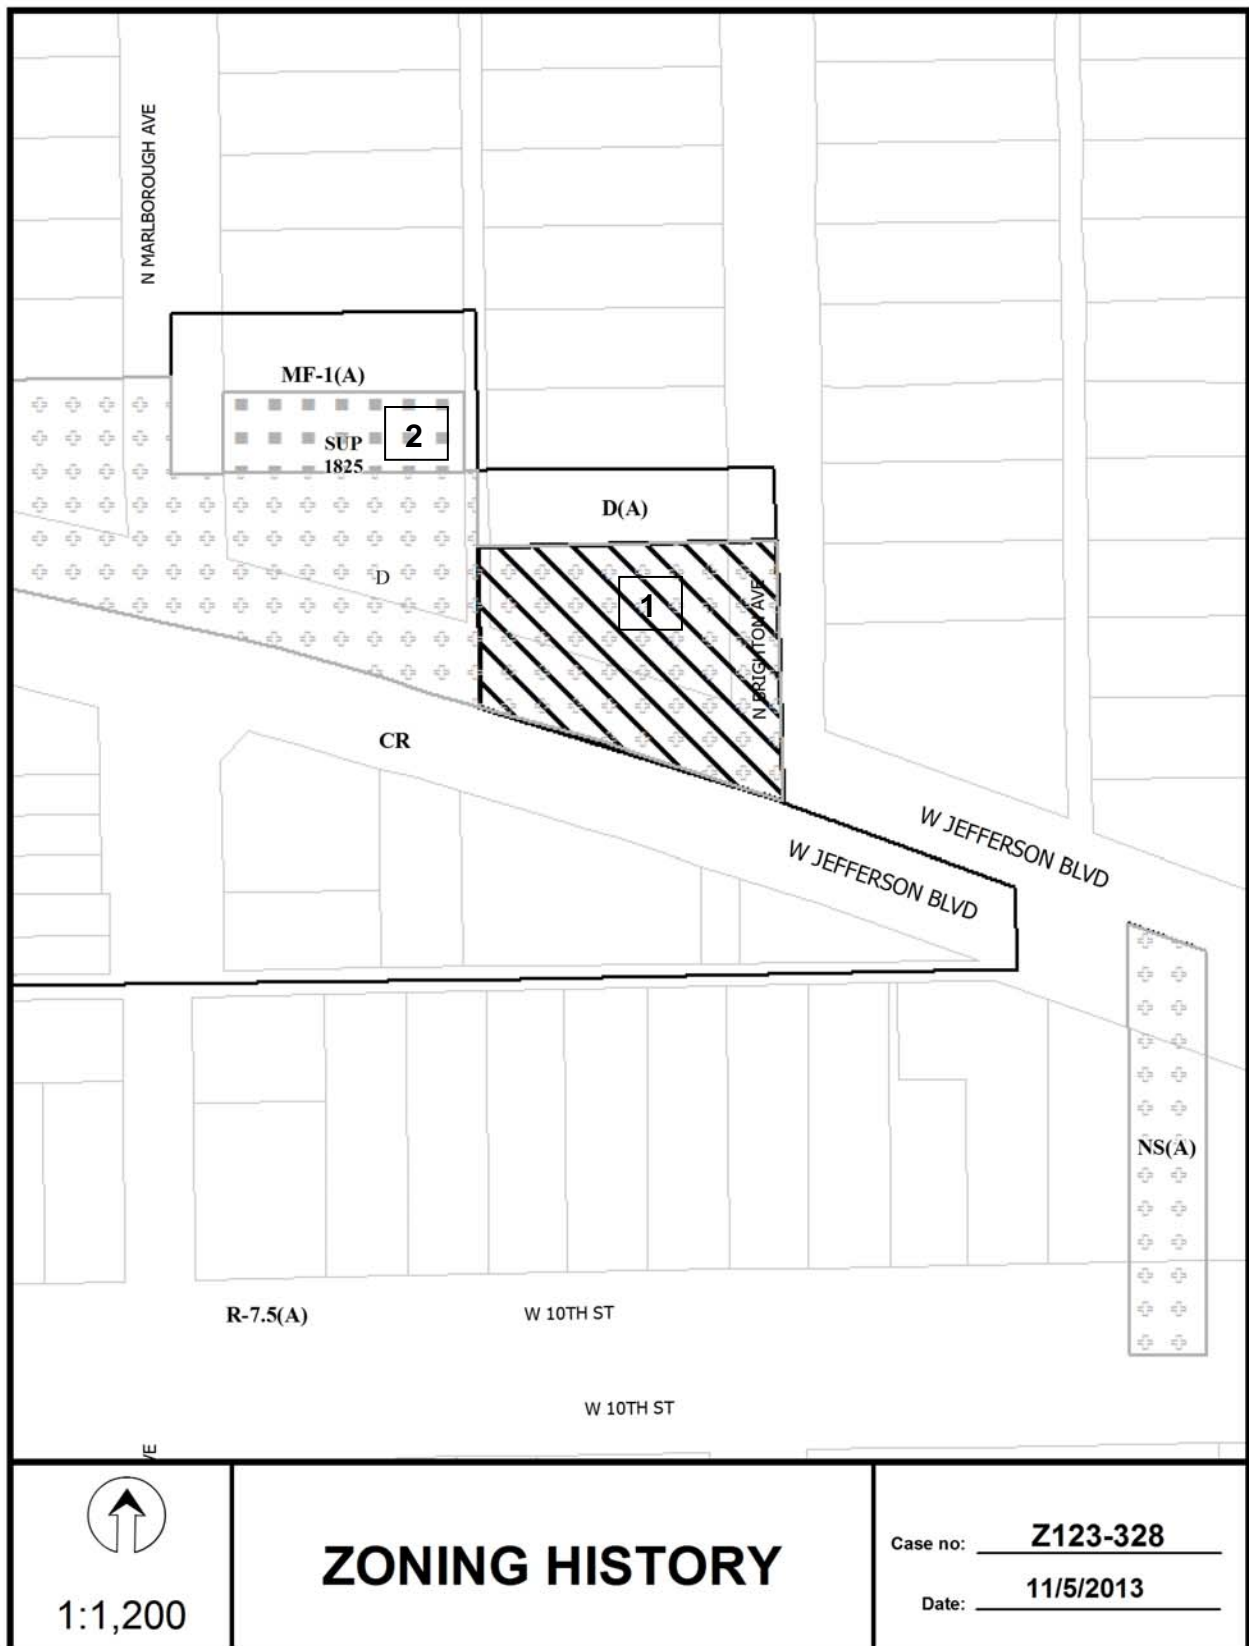 N MARLBOROUGH AVE
MF-1(A)
2
SUP
1825
D(A)
D
1
N BRIGHTON AVE
CR
W JEFFERSON BLVD
W JEFFERSON BLVD
NS(A)
R-7.5(A)
W 10TH ST
W 10TH ST
VE
1:1,200
ZONING HISTORY
Case no: Z123-328
Date: 11/5/2013